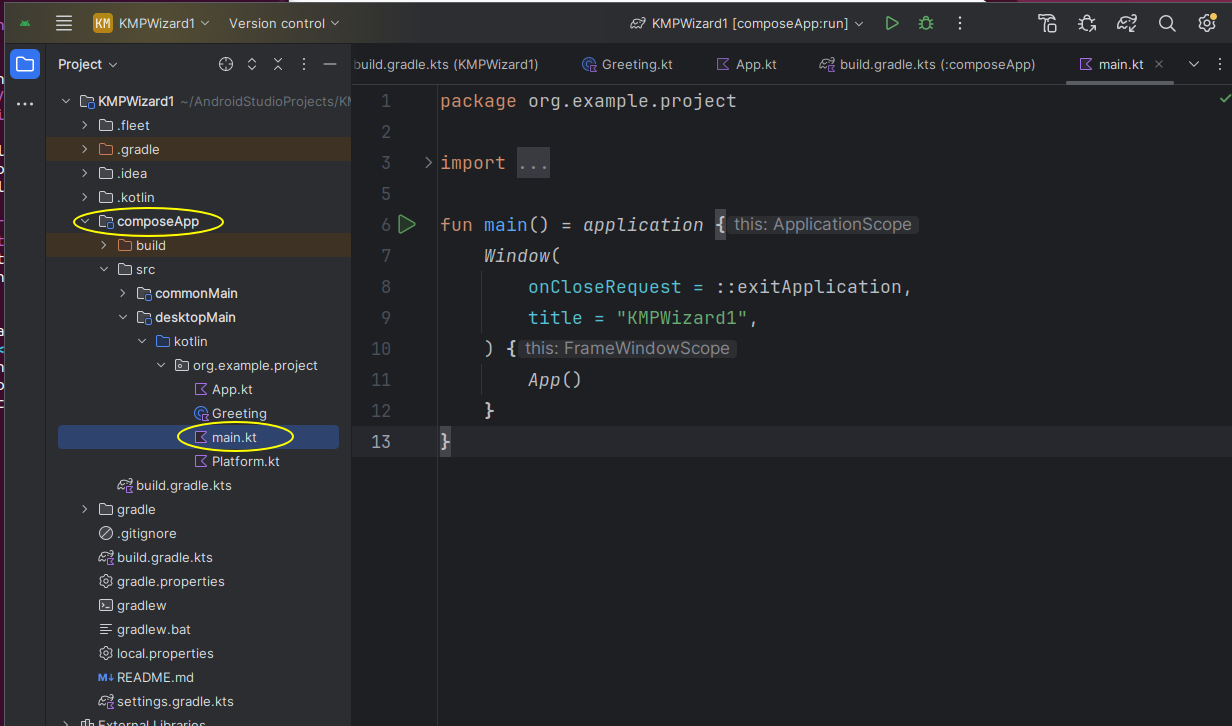 KM KMPWizard1 Version control KMPWizard1 [composeApp:run]
Project
build.gradle.kts (KMPWizard1) Greeting.kt App.kt build.gradle.kts (:composeApp) main.kt
KMPWizard1 ~/AndroidStudioProjects/KM
.fleet
.gradle
.idea
.kotlin
composeApp
build
src
commonMain
desktopMain
kotlin
org.example.project
App.kt
Greeting
main.kt
Platform.kt
build.gradle.kts
gradle
.gitignore
build.gradle.kts
gradle.properties
gradlew
gradlew.bat
local.properties
M↓ README.md
settings.gradle.kts
External Libraries
1 package org.example.project
2
3 import ...
5
6 fun main() = application { this: ApplicationScope
7 Window(
8 onCloseRequest = ::exitApplication,
9 title = "KMPWizard1",
10 ) { this: FrameWindowScope
11 App()
12 }
13 }